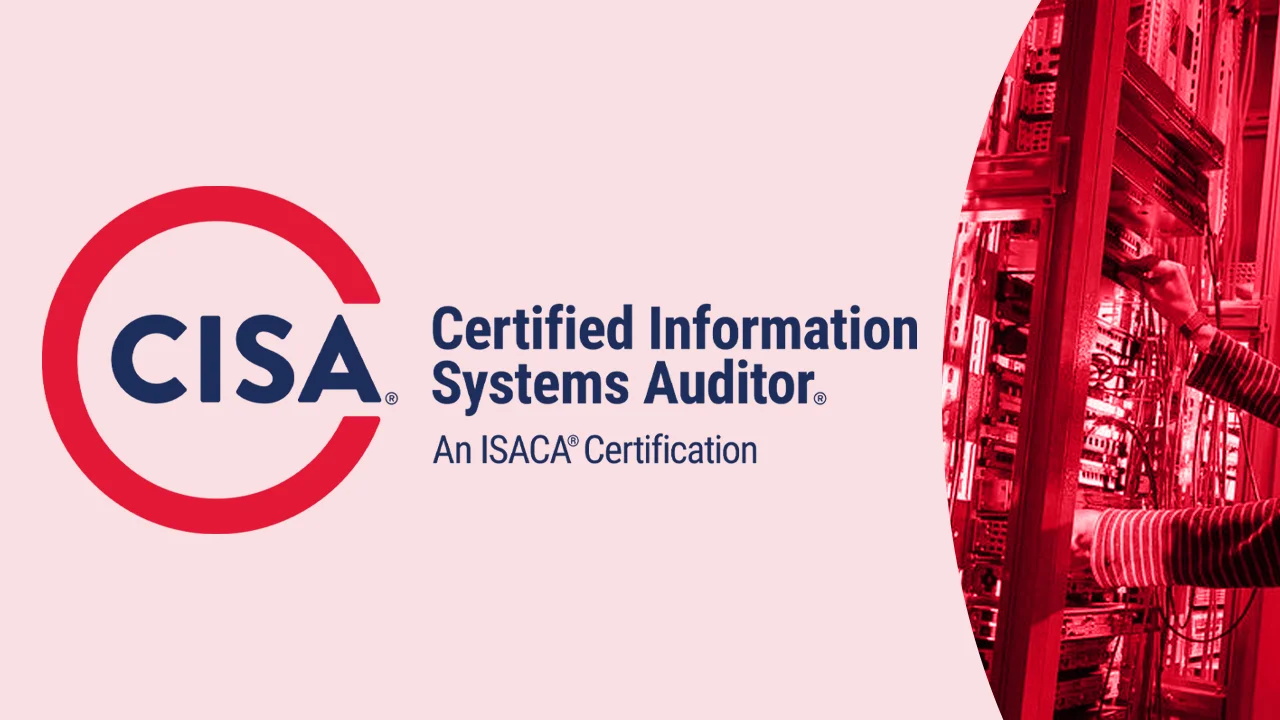 CISA®
Certified Information
Systems Auditor®
An ISACA® Certification